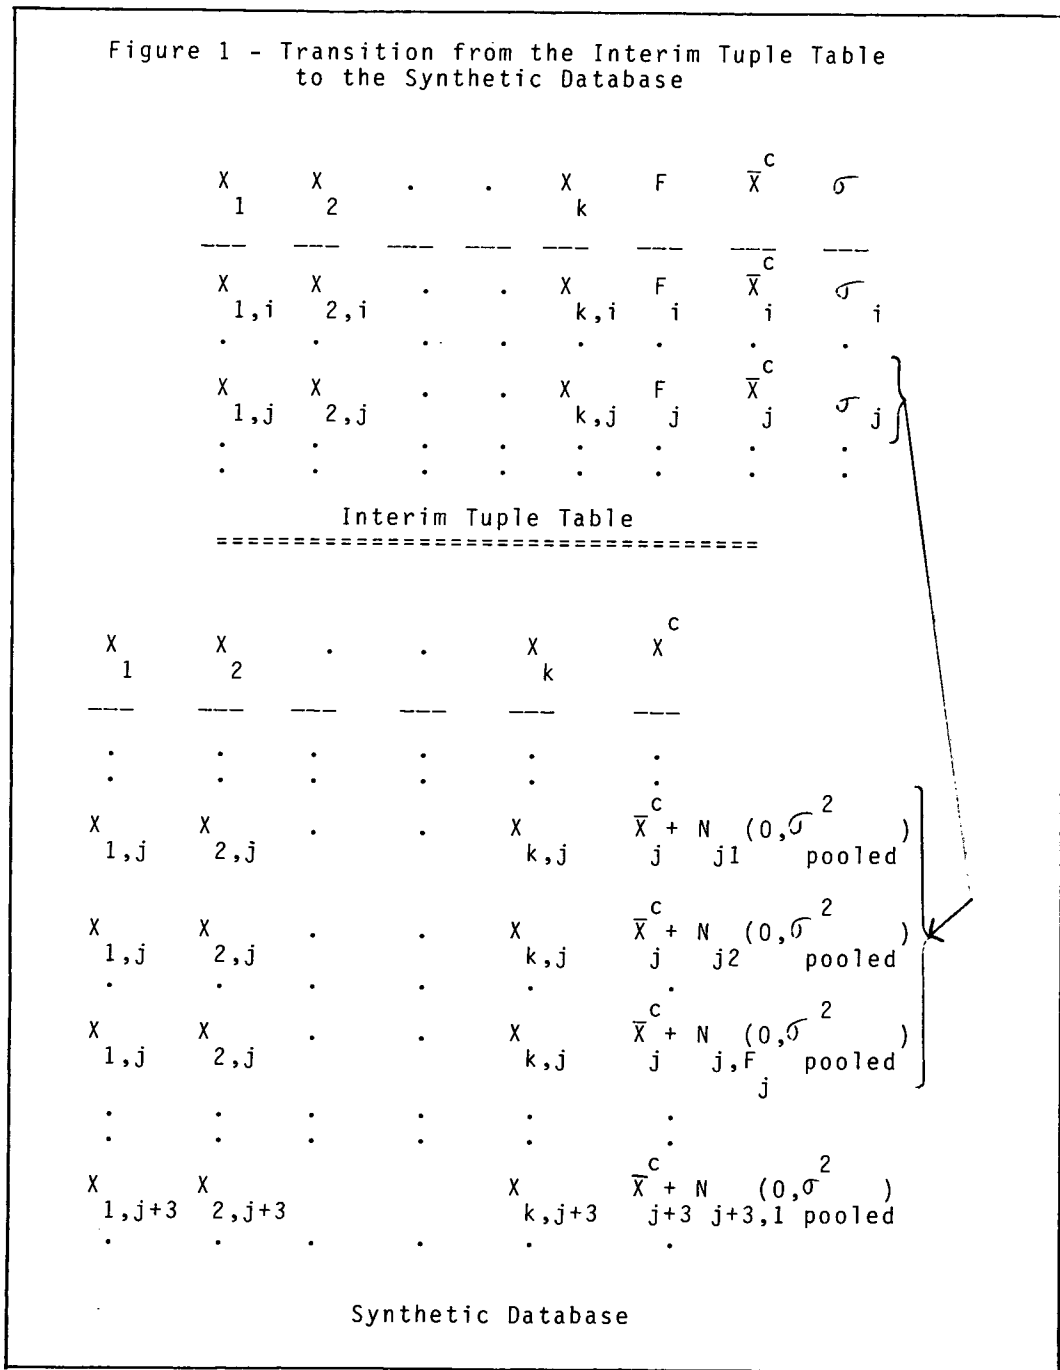 Figure 1 - Transition from the Interim Tuple Table
to the Synthetic Database
X₁ X₂ . . Xₖ F X̄ᶜ σ
--- --- --- --- --- --- --- ---
X₁,ᵢ X₂,ᵢ . . Xₖ,ᵢ Fᵢ X̄ᶜᵢ σᵢ
. . . . . . . .
X₁,ⱼ X₂,ⱼ . . Xₖ,ⱼ Fⱼ X̄ᶜⱼ σⱼ
. . . . . . . .
. . . . . . . .
Interim Tuple Table
===================================
X₁ X₂ . . Xₖ Xᶜ
--- --- --- --- --- ---
. . . . . .
. . . . . .
X₁,ⱼ X₂,ⱼ . . Xₖ,ⱼ X̄ᶜⱼ + Nⱼ₁ (0,σ²pooled)
X₁,ⱼ X₂,ⱼ . . Xₖ,ⱼ X̄ᶜⱼ + Nⱼ₂ (0,σ²pooled)
. . . . . .
X₁,ⱼ X₂,ⱼ . . Xₖ,ⱼ X̄ᶜⱼ + Nj,Fⱼ (0,σ²pooled)
. . . . . .
. . . . . .
X₁,ⱼ₊₃ X₂,ⱼ₊₃ Xₖ,ⱼ₊₃ X̄ᶜⱼ₊₃ + Nⱼ₊₃,₁ (0,σ²pooled)
. . . . . .
Synthetic Database